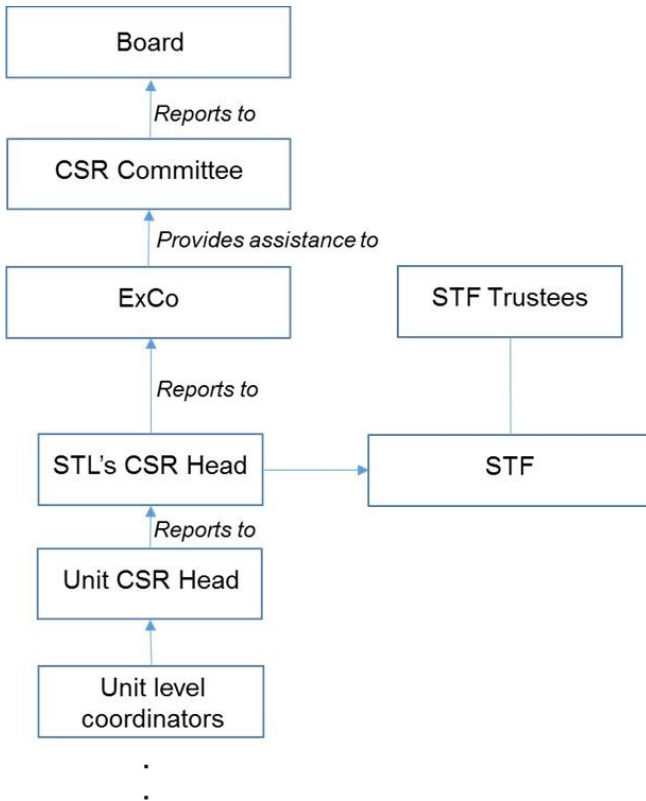 Board
Reports to
CSR Committee
Provides assistance to
ExCo
STF Trustees
Reports to
STL's CSR Head
STF
Reports to
Unit CSR Head
Unit level
coordinators
.
.